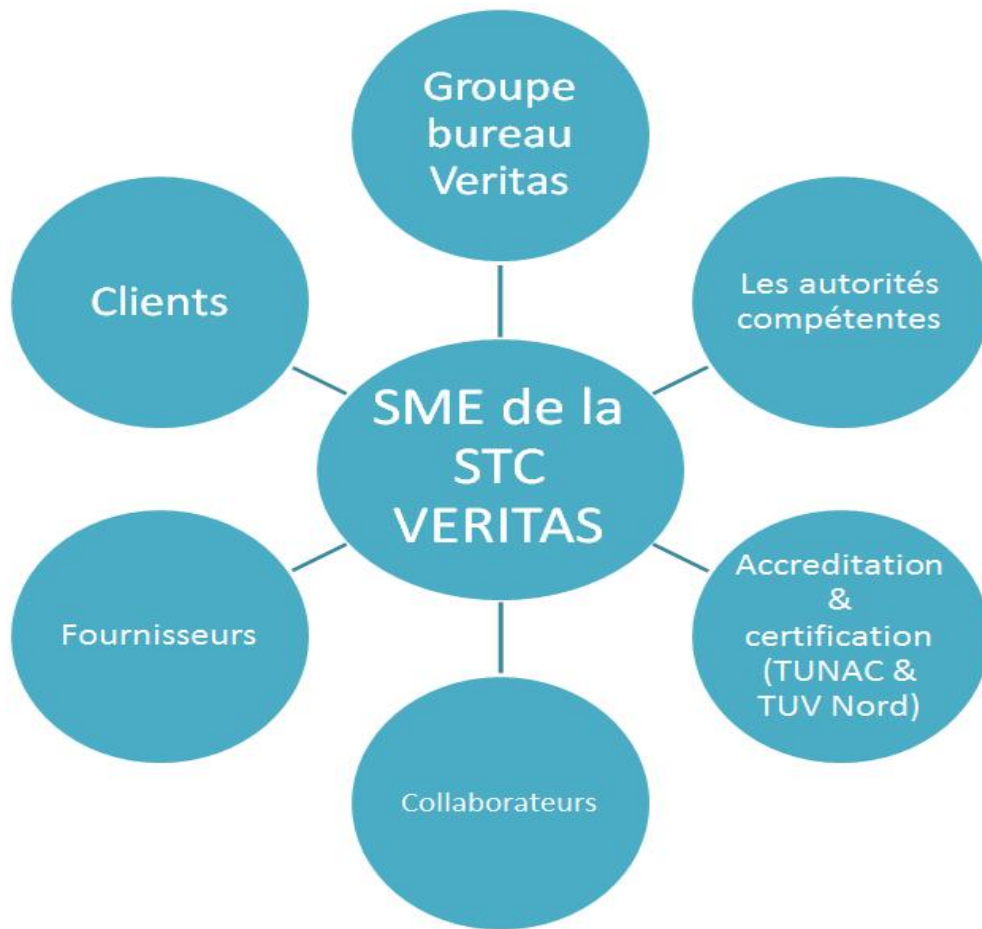 Groupe
bureau
Veritas
Clients
Les autorités
compétentes
SME de la
STC
VERITAS
Fournisseurs
Accreditation
&
certification
(TUNAC &
TUV Nord)
Collaborateurs